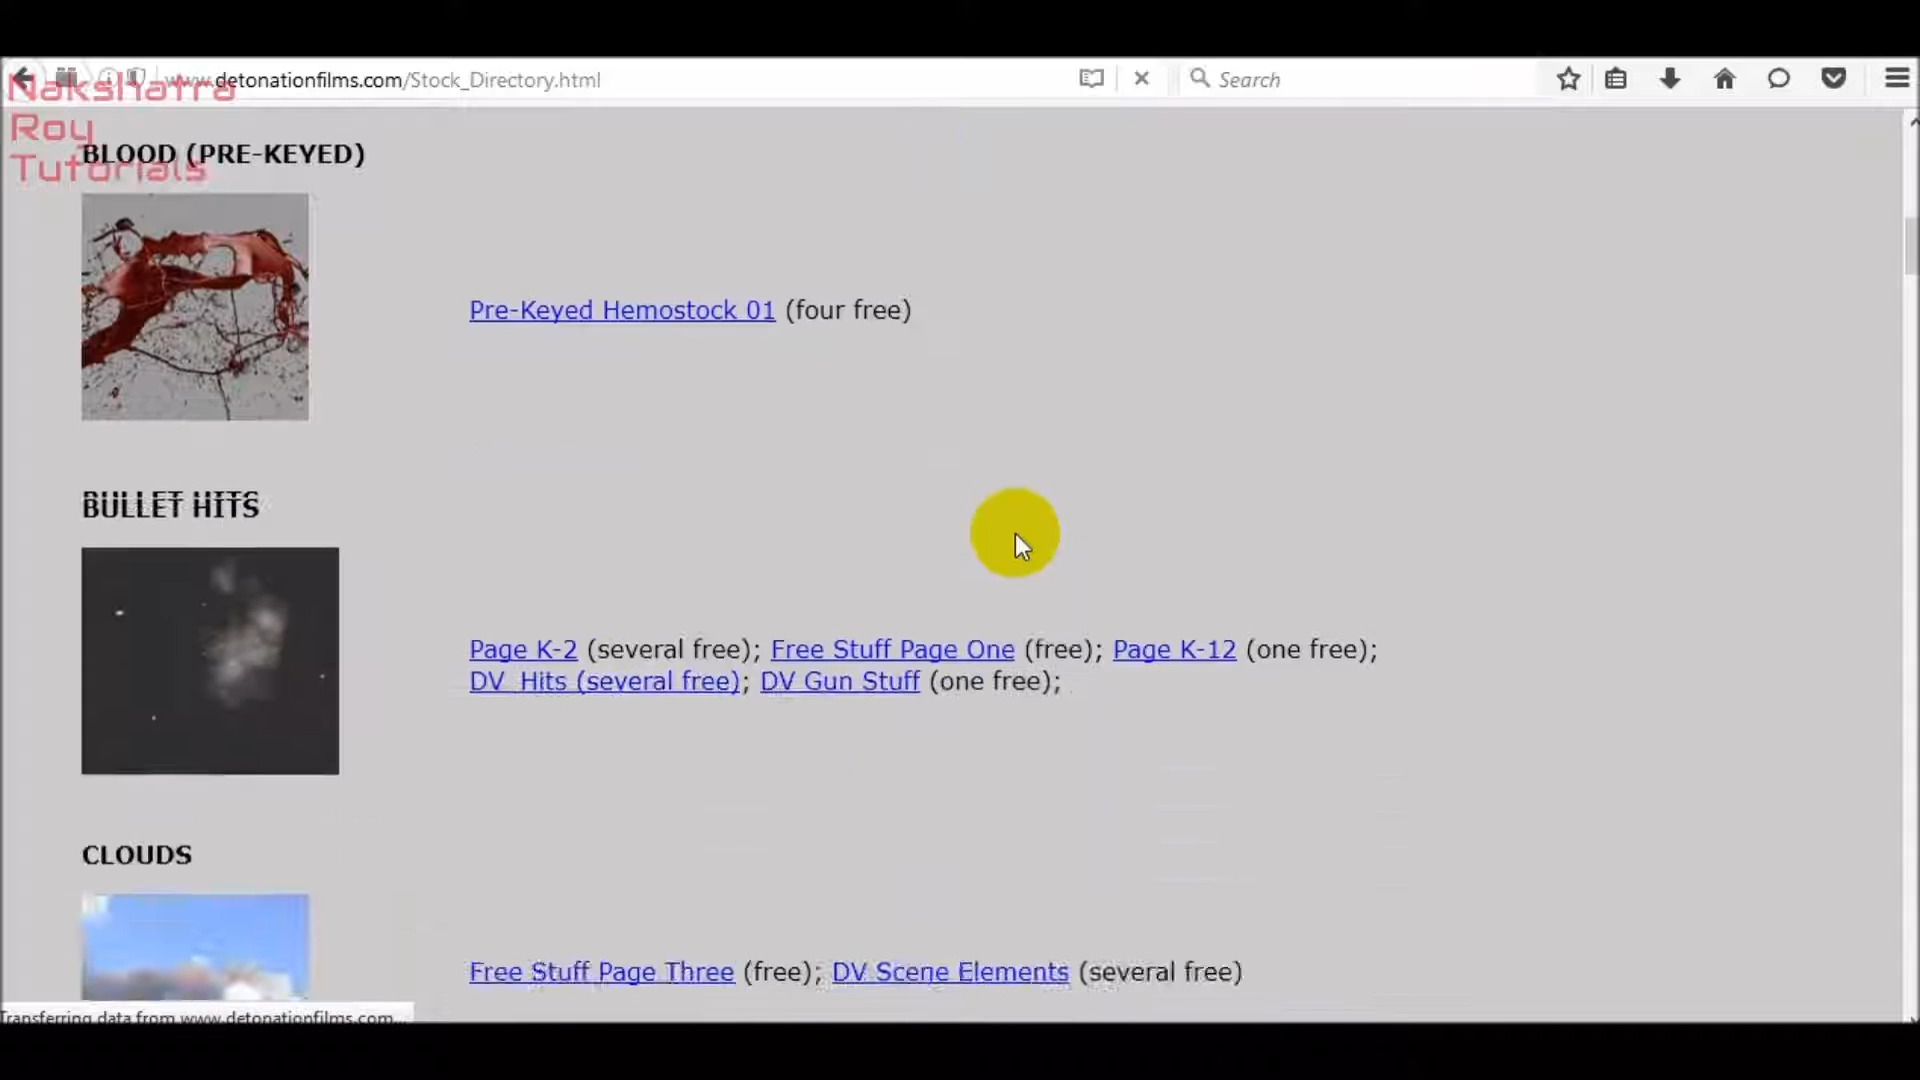 www.detonationfilms.com/Stock_Directory.html
Search
Nakshatra
Roy
Tutorials
BLOOD (PRE-KEYED)
Pre-Keyed Hemostock 01 (four free)
BULLET HITS
Page K-2 (several free); Free Stuff Page One (free); Page K-12 (one free);
DV Hits (several free); DV Gun Stuff (one free);
CLOUDS
Free Stuff Page Three (free); DV Scene Elements (several free)
Transferring data from www.detonationfilms.com...